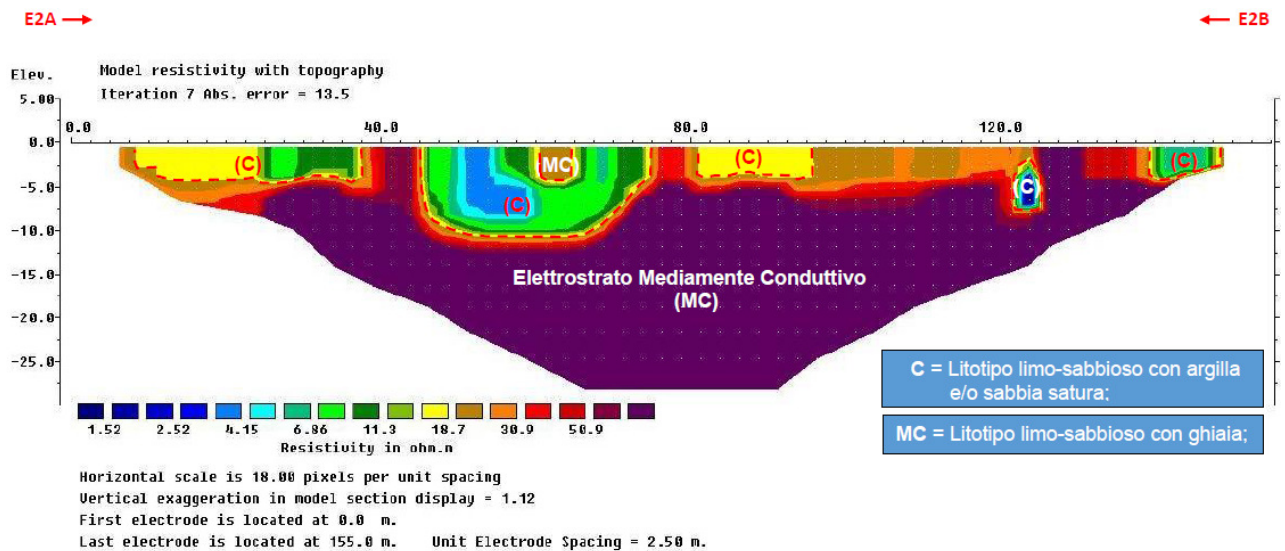 E2A → ← E2B
Model resistivity with topography
Elev. Iteration 7 Abs. error = 13.5
5.00
0.0 40.0 80.0 120.0
0.0
(C) (MC) (C) (C)
-5.0
(C) (C
-10.0
-15.0
Elettrostrato Mediamente Conduttivo
(MC)
-20.0
-25.0
C = Litotipo limo-sabbioso con argilla
e/o sabbia satura;
MC = Litotipo limo-sabbioso con ghiaia;
1.52 2.52 4.15 6.86 11.3 18.7 30.9 50.9
Resistivity in ohm.m
Horizontal scale is 18.00 pixels per unit spacing
Vertical exaggeration in model section display = 1.12
First electrode is located at 0.0 m.
Last electrode is located at 155.0 m. Unit Electrode Spacing = 2.50 m.